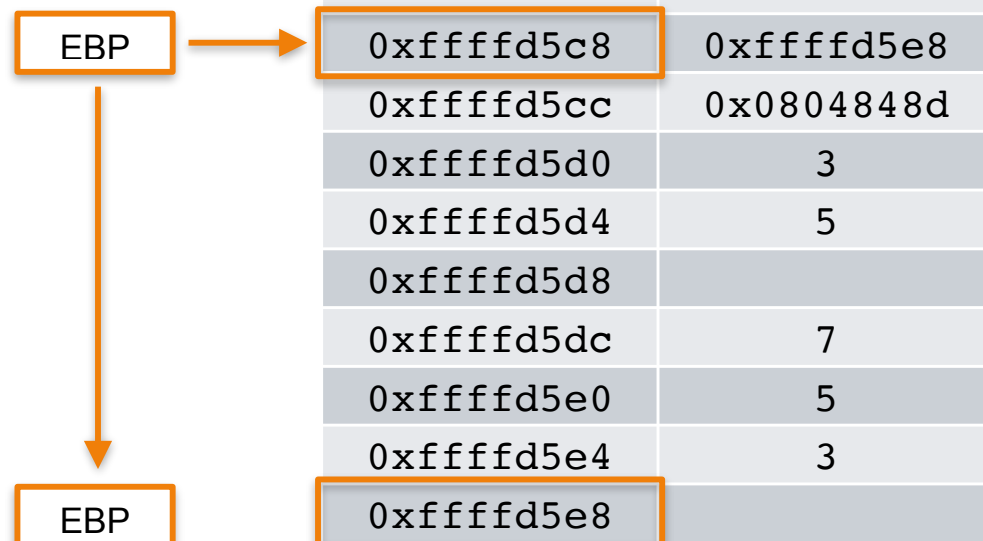 EBP 0xffffd5c8 0xffffd5e8
0xffffd5cc 0x0804848d
0xffffd5d0 3
0xffffd5d4 5
0xffffd5d8
0xffffd5dc 7
0xffffd5e0 5
0xffffd5e4 3
EBP 0xffffd5e8